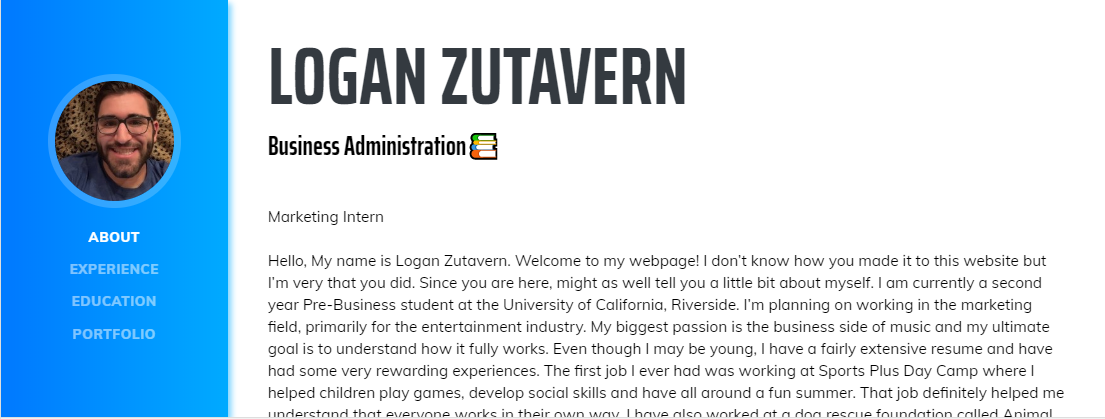 LOGAN ZUTAVERN
Business Administration
ABOUT
EXPERIENCE
EDUCATION
PORTFOLIO
Marketing Intern
Hello, My name is Logan Zutavern. Welcome to my webpage! I don't know how you made it to this website but
I'm very that you did. Since you are here, might as well tell you a little bit about myself. I am currently a second
year Pre-Business student at the University of California, Riverside. I'm planning on working in the marketing
field, primarily for the entertainment industry. My biggest passion is the business side of music and my ultimate
goal is to understand how it fully works. Even though I may be young, I have a fairly extensive resume and have
had some very rewarding experiences. The first job I ever had was working at Sports Plus Day Camp where I
helped children play games, develop social skills and have all around a fun summer. That job definitely helped me
understand that everyone works in their own way. I have also worked at a dog rescue foundation called Animal